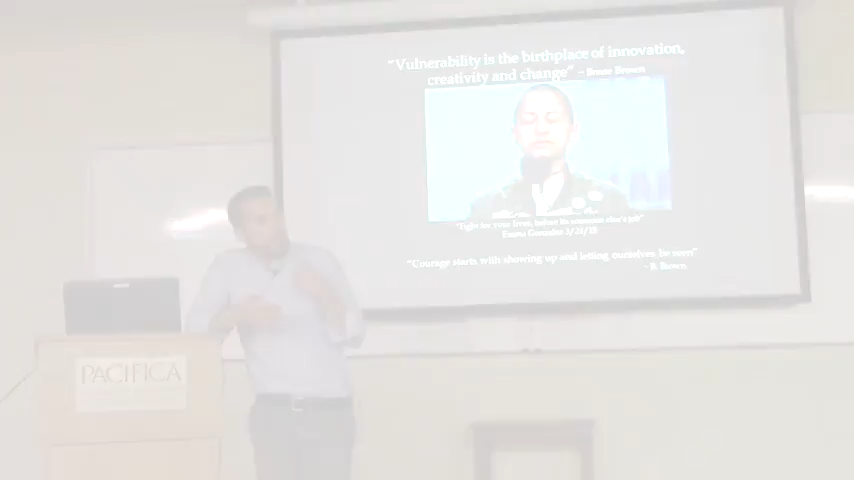 "Vulnerability is the birthplace of innovation,
creativity and change" - Brene Brown
"Fight for your lives, before its someone else's job"
Emma Gonzalez 3/24/18
"Courage starts with showing up and letting ourselves be seen"
- B. Brown
PACIFICA